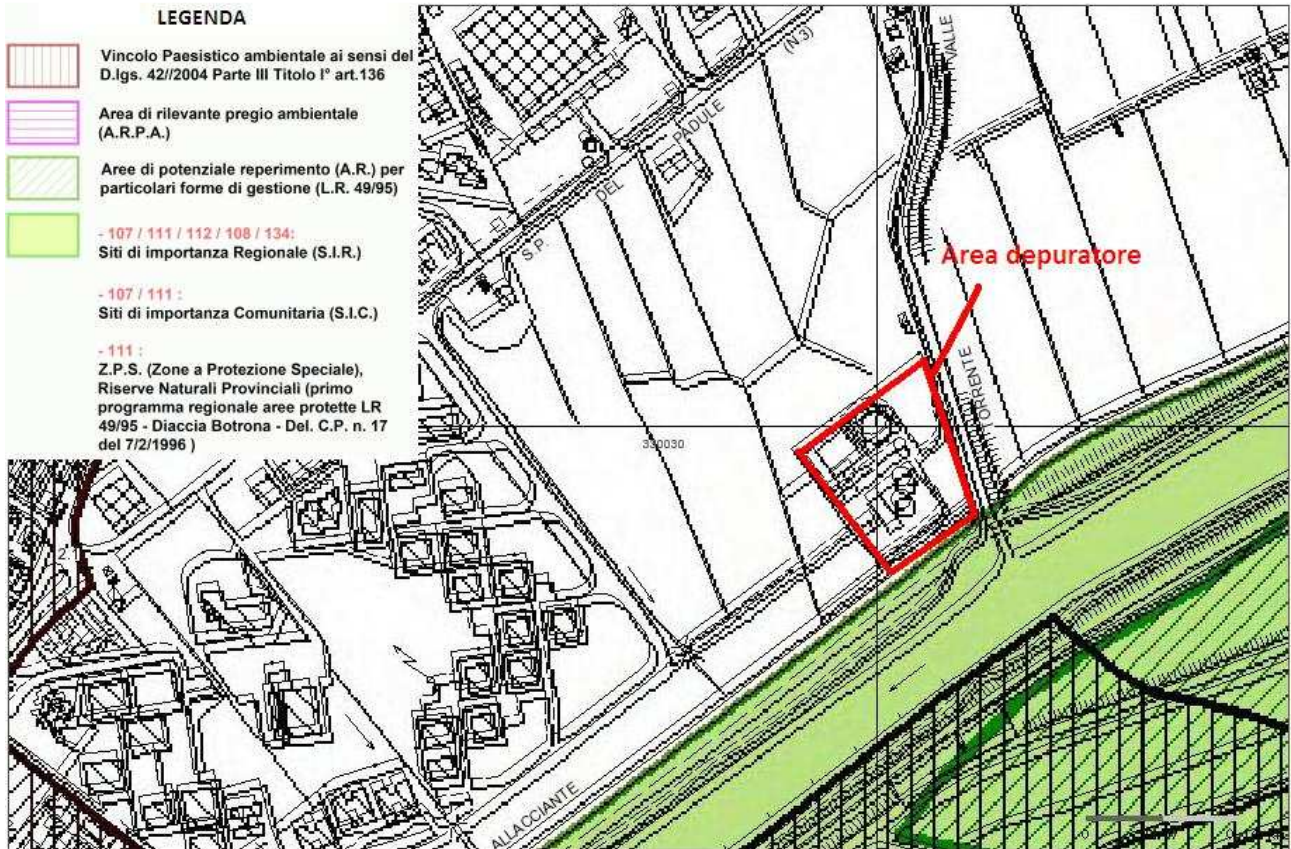 LEGENDA
Vincolo Paesistico ambientale ai sensi del
D.lgs. 42//2004 Parte III Titolo I° art.136
Area di rilevante pregio ambientale
(A.R.P.A.)
Aree di potenziale reperimento (A.R.) per
particolari forme di gestione (L.R. 49/95)
- 107 / 111 / 112 / 108 / 134:
Siti di importanza Regionale (S.I.R.)
- 107 / 111 :
Siti di importanza Comunitaria (S.I.C.)
- 111 :
Z.P.S. (Zone a Protezione Speciale),
Riserve Naturali Provinciali (primo
programma regionale aree protette LR
49/95 - Diaccia Botrona - Del. C.P. n. 17
del 7/2/1996 )
S.P. DEL PADULE (N.3)
VALLE
Area depuratore
TORRENTE
330030
ALLACCIANTE